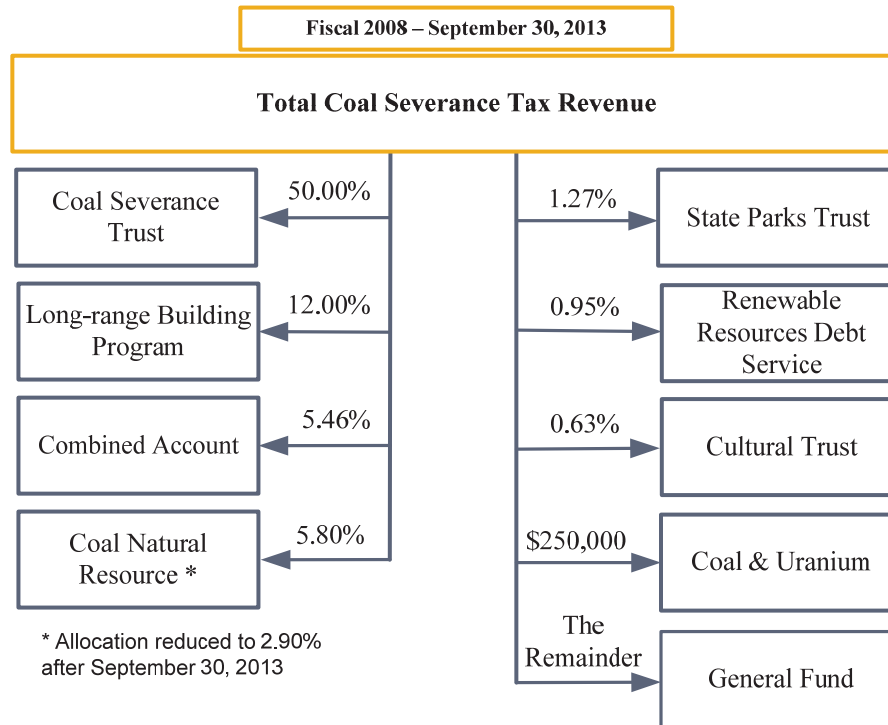 Fiscal 2008 – September 30, 2013
Total Coal Severance Tax Revenue
50.00%
Coal Severance
Trust
12.00%
Long-range Building
Program
5.46%
Combined Account
5.80%
Coal Natural
Resource *
* Allocation reduced to 2.90%
after September 30, 2013
1.27%
State Parks Trust
0.95%
Renewable
Resources Debt
Service
0.63%
Cultural Trust
$250,000
Coal & Uranium
The
Remainder
General Fund